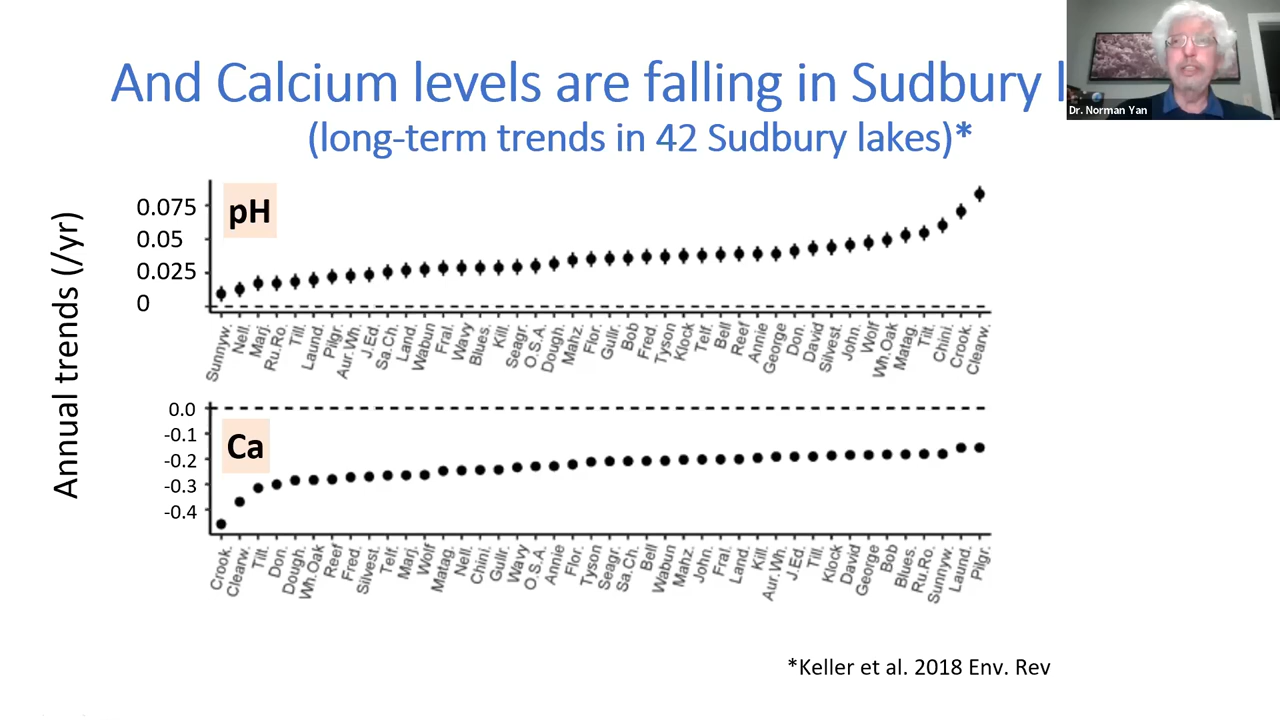 And Calcium levels are falling in Sudbury l
Dr. Norman Yan
(long-term trends in 42 Sudbury lakes)*
Annual trends (/yr)
pH
0.075
0.05
0.025
0
Sunnyw. Nell. Marj. Ru.Ro. Till. Laund. Pilgr. Aur.Wh. J.Ed. Sa.Ch. Land. Wabun Fral. Wavy Blues. Kill. Seagr. O.S.A. Dough. Mahz. Flor. Gullr. Bob Fred. Tyson Klock Telf. Bell Reef Annie George Don. David Silvest. John. Wolf Wh.Oak Matag. Tilt. Chini. Crook. Clearw.
Ca
0.0
-0.1
-0.2
-0.3
-0.4
Crook. Clearw. Tilt. Don. Dough. Wh.Oak Reef Fred. Silvest. Telf. Marj. Wolf Matag. Nell. Chini. Gullr. Wavy O.S.A. Annie Flor. Tyson Seagr. Sa.Ch. Bell Wabun Mahz. John. Fral. Land. Kill. Aur.Wh. J.Ed. Till. Klock David George Bob Blues. Ru.Ro. Sunnyw. Laund. Pilgr.
*Keller et al. 2018 Env. Rev